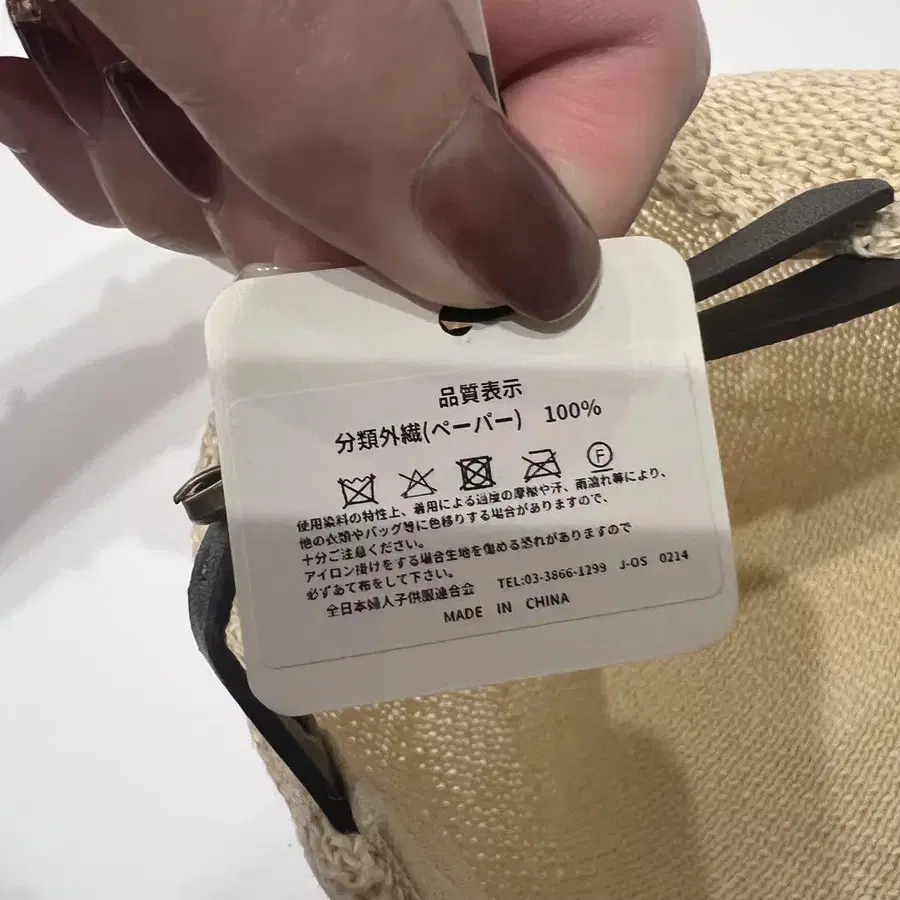 品質表示
分類外繊(ペーパー) 100%
F
使用染料の特性上、着用による過度の摩擦や汗、雨濡れ等により、
他の衣類やバッグ等に色移りする場合がありますので、
十分ご注意ください。
アイロン掛けをする場合生地を傷める恐れがありますので
必ずあて布をして下さい。
全日本婦人子供服連合会 TEL:03-3866-1299 J-OS 0214
MADE IN CHINA